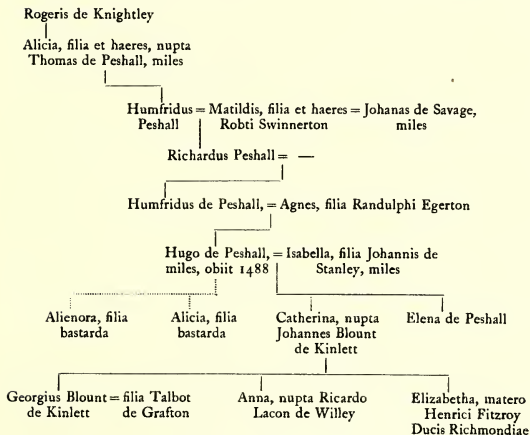 Rogeris de Knightley
Alicia, filia et haeres, nupta
Thomas de Peshall, miles
Humfridus = Matildis, filia et haeres = Johanas de Savage,
Peshall Robti Swinnerton miles
Richardus Peshall = —
Humfridus de Peshall, = Agnes, filia Randulphi Egerton
Hugo de Peshall, = Isabella, filia Johannis de
miles, obiit 1488 Stanley, miles
Alienora, filia
bastarda
Alicia, filia
bastarda
Catherina, nupta
Johannes Blount
de Kinlett
Elena de Peshall
Georgius Blount = filia Talbot
de Kinlett de Grafton
Anna, nupta Ricardo
Lacon de Willey
Elizabetha, matero
Henrici Fitzroy
Ducis Richmondiae